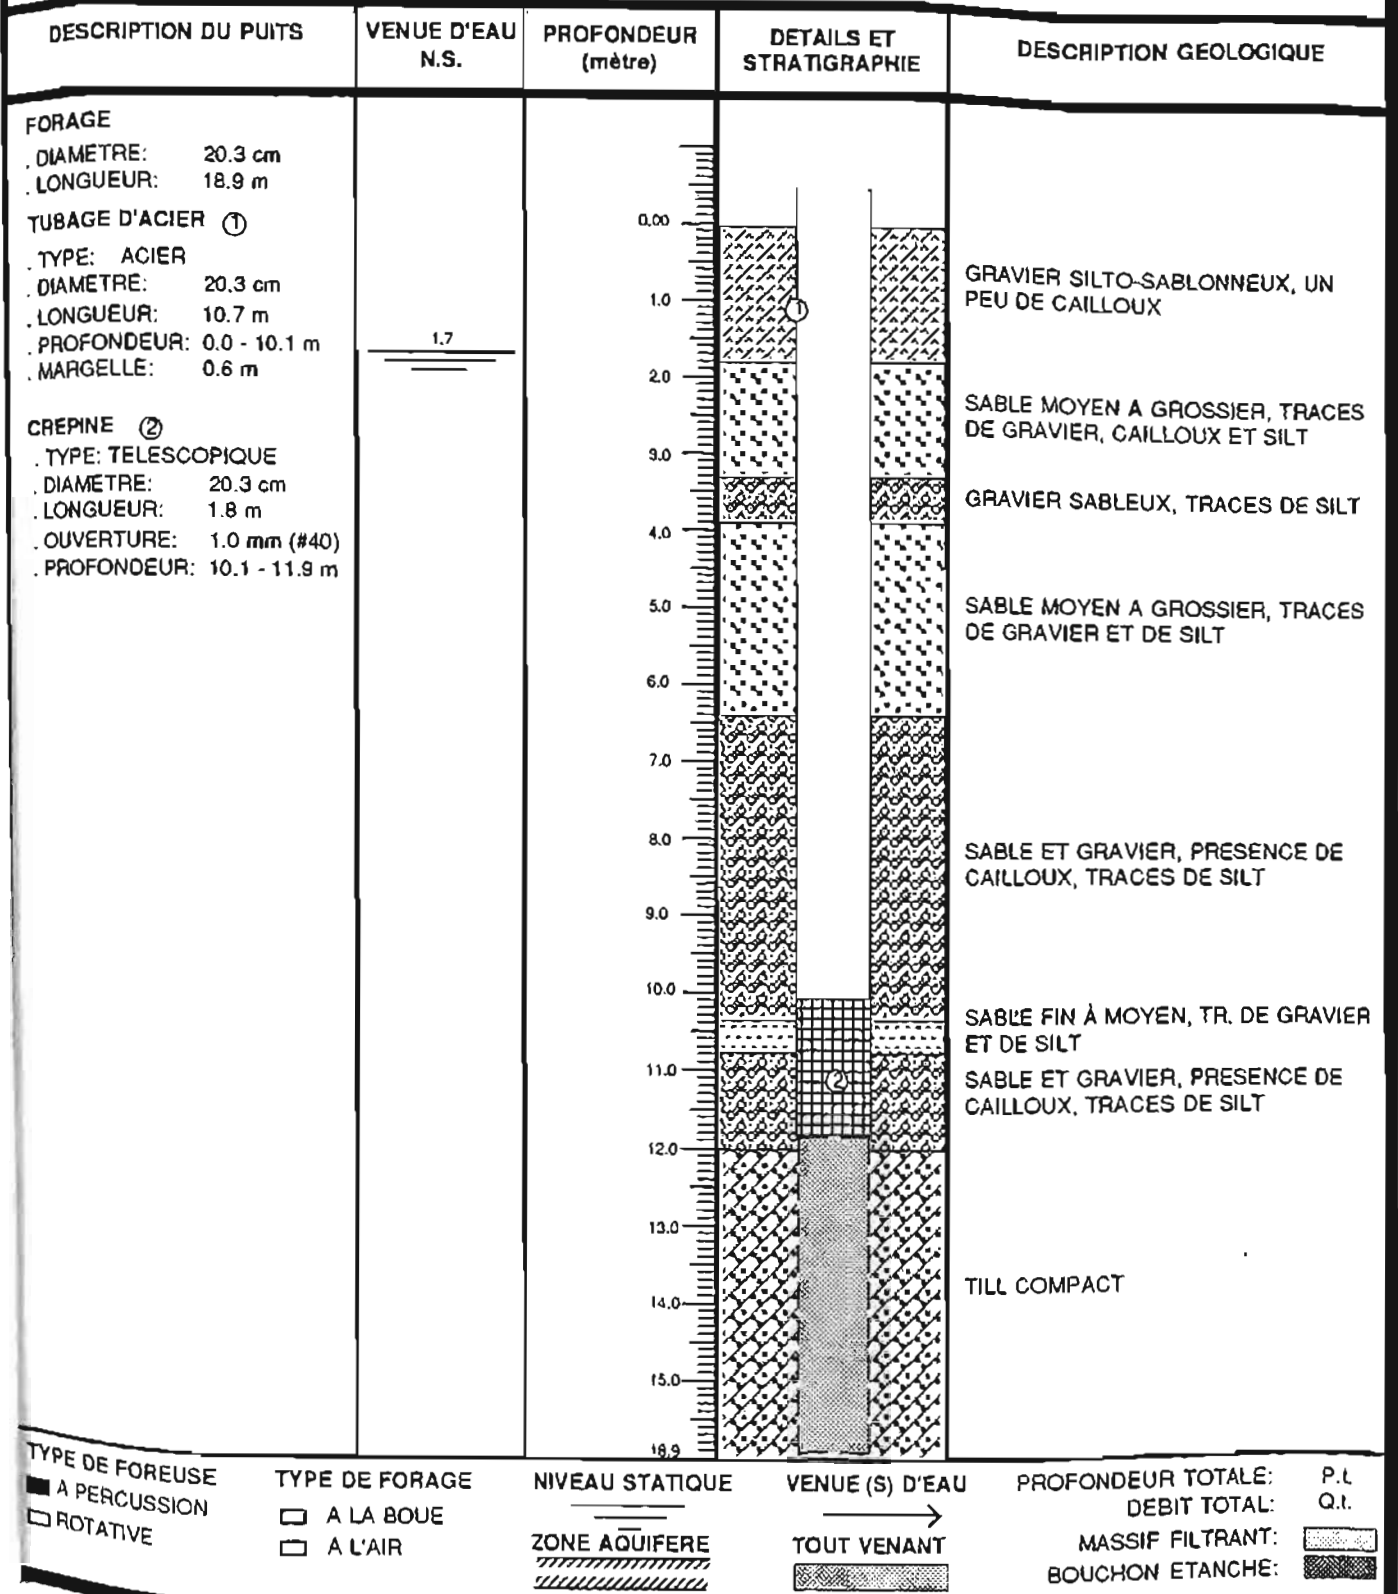 DESCRIPTION DU PUITS
VENUE D'EAU
N.S.
PROFONDEUR
(mètre)
DETAILS ET
STRATIGRAPHIE
DESCRIPTION GEOLOGIQUE
FORAGE
. DIAMETRE: 20.3 cm
. LONGUEUR: 18.9 m
TUBAGE D'ACIER ①
. TYPE: ACIER
. DIAMETRE: 20.3 cm
. LONGUEUR: 10.7 m
. PROFONDEUR: 0.0 - 10.1 m
. MARGELLE: 0.6 m
CREPINE ②
. TYPE: TELESCOPIQUE
. DIAMETRE: 20.3 cm
. LONGUEUR: 1.8 m
. OUVERTURE: 1.0 mm (#40)
. PROFONDEUR: 10.1 - 11.9 m
1.7
0.00
1.0
2.0
3.0
4.0
5.0
6.0
7.0
8.0
9.0
10.0
11.0
12.0
13.0
14.0
15.0
18.9
①
②
GRAVIER SILTO-SABLONNEUX, UN
PEU DE CAILLOUX
SABLE MOYEN A GROSSIER, TRACES
DE GRAVIER, CAILLOUX ET SILT
GRAVIER SABLEUX, TRACES DE SILT
SABLE MOYEN A GROSSIER, TRACES
DE GRAVIER ET DE SILT
SABLE ET GRAVIER, PRESENCE DE
CAILLOUX, TRACES DE SILT
SABLE FIN À MOYEN, TR. DE GRAVIER
ET DE SILT
SABLE ET GRAVIER, PRESENCE DE
CAILLOUX, TRACES DE SILT
TILL COMPACT
TYPE DE FOREUSE
A PERCUSSION
ROTATIVE
TYPE DE FORAGE
A LA BOUE
A L'AIR
NIVEAU STATIQUE
ZONE AQUIFERE
VENUE (S) D'EAU
TOUT VENANT
PROFONDEUR TOTALE: P.t.
DEBIT TOTAL: Q.t.
MASSIF FILTRANT:
BOUCHON ETANCHE: